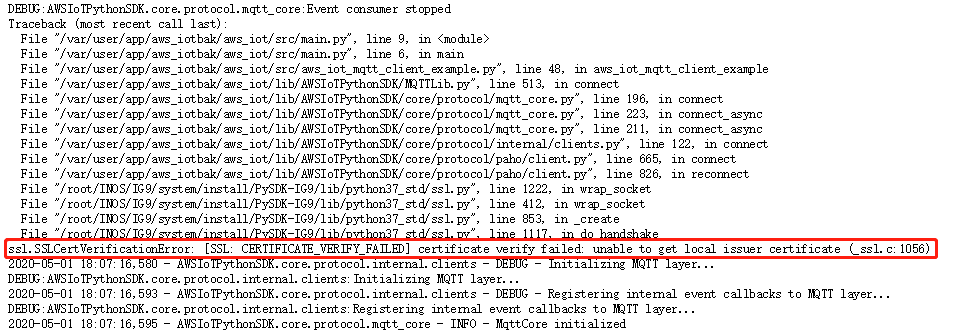 DEBUG:AWSIoTPythonSDK.core.protocol.mqtt_core:Event consumer stopped
Traceback (most recent call last):
  File "/var/user/app/aws_iotbak/aws_iot/src/main.py", line 9, in <module>
  File "/var/user/app/aws_iotbak/aws_iot/src/main.py", line 6, in main
  File "/var/user/app/aws_iotbak/aws_iot/src/aws_iot_mqtt_client_example.py", line 48, in aws_iot_mqtt_client_example
  File "/var/user/app/aws_iotbak/aws_iot/lib/AWSIoTPythonSDK/MQTTLib.py", line 513, in connect
  File "/var/user/app/aws_iotbak/aws_iot/lib/AWSIoTPythonSDK/core/protocol/mqtt_core.py", line 196, in connect
  File "/var/user/app/aws_iotbak/aws_iot/lib/AWSIoTPythonSDK/core/protocol/mqtt_core.py", line 223, in connect_async
  File "/var/user/app/aws_iotbak/aws_iot/lib/AWSIoTPythonSDK/core/protocol/mqtt_core.py", line 211, in connect_async
  File "/var/user/app/aws_iotbak/aws_iot/lib/AWSIoTPythonSDK/core/protocol/internal/clients.py", line 122, in connect
  File "/var/user/app/aws_iotbak/aws_iot/lib/AWSIoTPythonSDK/core/protocol/paho/client.py", line 665, in connect
  File "/var/user/app/aws_iotbak/aws_iot/lib/AWSIoTPythonSDK/core/protocol/paho/client.py", line 826, in reconnect
  File "/root/INOS/IG9/system/install/PySDK-IG9/lib/python37_std/ssl.py", line 1222, in wrap_socket
  File "/root/INOS/IG9/system/install/PySDK-IG9/lib/python37_std/ssl.py", line 412, in wrap_socket
  File "/root/INOS/IG9/system/install/PySDK-IG9/lib/python37_std/ssl.py", line 853, in _create
  File "/root/INOS/IG9/system/install/PySDK-IG9/lib/python37_std/ssl.py", line 1117, in do_handshake
ssl.SSLCertVerificationError: [SSL: CERTIFICATE_VERIFY_FAILED] certificate verify failed: unable to get local issuer certificate (_ssl.c:1056)
2020-05-01 18:07:16,580 - AWSIoTPythonSDK.core.protocol.internal.clients - DEBUG - Initializing MQTT layer...
DEBUG:AWSIoTPythonSDK.core.protocol.internal.clients:Initializing MQTT layer...
2020-05-01 18:07:16,593 - AWSIoTPythonSDK.core.protocol.internal.clients - DEBUG - Registering internal event callbacks to MQTT layer...
DEBUG:AWSIoTPythonSDK.core.protocol.internal.clients:Registering internal event callbacks to MQTT layer...
2020-05-01 18:07:16,595 - AWSIoTPythonSDK.core.protocol.mqtt_core - INFO - MqttCore initialized